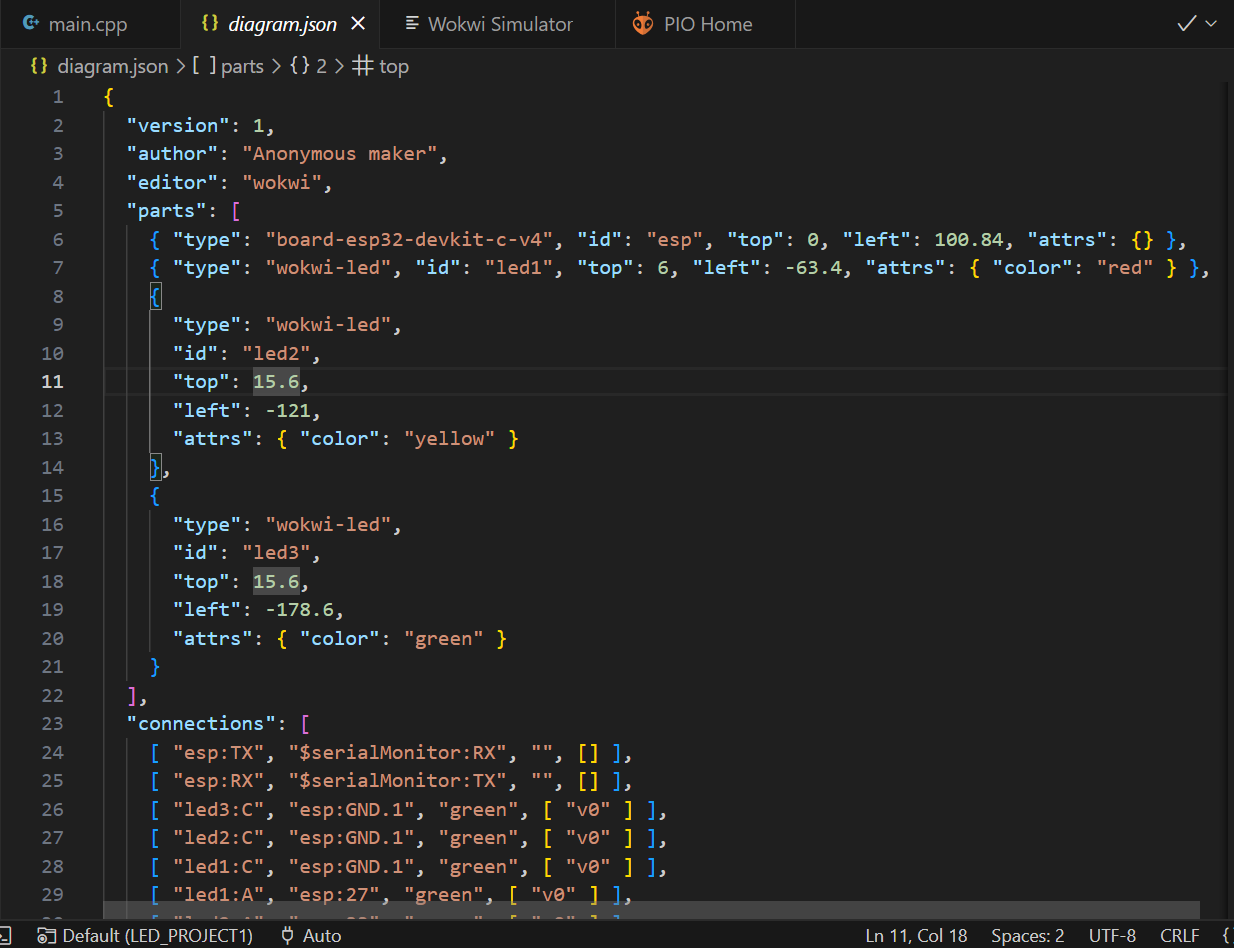 main.cpp
diagram.json
Wokwi Simulator
PIO Home
{} diagram.json > [ ] parts > {} 2 > # top
1 {
2 "version": 1,
3 "author": "Anonymous maker",
4 "editor": "wokwi",
5 "parts": [
6 { "type": "board-esp32-devkit-c-v4", "id": "esp", "top": 0, "left": 100.84, "attrs": {} },
7 { "type": "wokwi-led", "id": "led1", "top": 6, "left": -63.4, "attrs": { "color": "red" } },
8 {
9 "type": "wokwi-led",
10 "id": "led2",
11 "top": 15.6,
12 "left": -121,
13 "attrs": { "color": "yellow" }
14 },
15 {
16 "type": "wokwi-led",
17 "id": "led3",
18 "top": 15.6,
19 "left": -178.6,
20 "attrs": { "color": "green" }
21 }
22 ],
23 "connections": [
24 [ "esp:TX", "$serialMonitor:RX", "", [] ],
25 [ "esp:RX", "$serialMonitor:TX", "", [] ],
26 [ "led3:C", "esp:GND.1", "green", [ "v0" ] ],
27 [ "led2:C", "esp:GND.1", "green", [ "v0" ] ],
28 [ "led1:C", "esp:GND.1", "green", [ "v0" ] ],
29 [ "led1:A", "esp:27", "green", [ "v0" ] ],
Default (LED_PROJECT1)
Auto
Ln 11, Col 18
Spaces: 2
UTF-8
CRLF
{